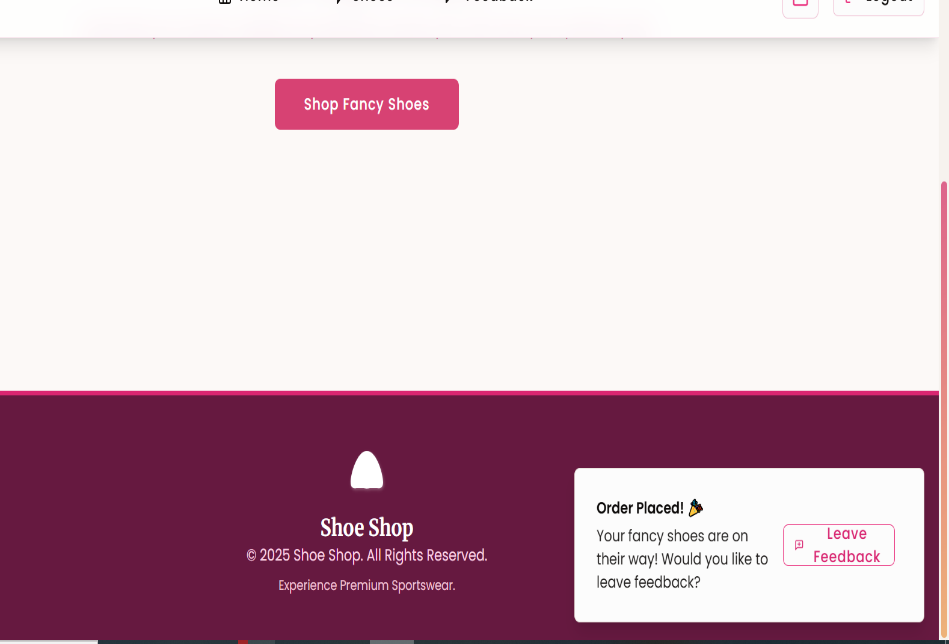 Home Shoes Feedback Logout
Shop Fancy Shoes
Shoe Shop
© 2025 Shoe Shop. All Rights Reserved.
Experience Premium Sportswear.
Order Placed! 🎉
Your fancy shoes are on
their way! Would you like to
leave feedback?
Leave
Feedback